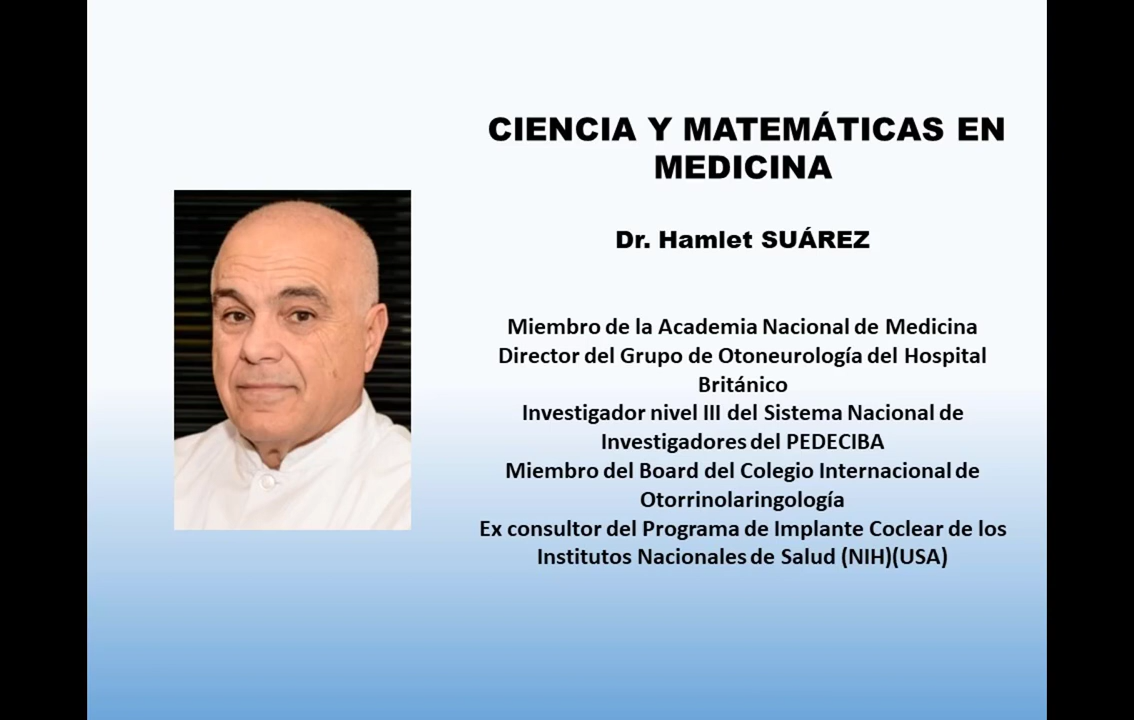 CIENCIA Y MATEMÁTICAS EN
MEDICINA
Dr. Hamlet SUÁREZ
Miembro de la Academia Nacional de Medicina
Director del Grupo de Otoneurología del Hospital
Británico
Investigador nivel III del Sistema Nacional de
Investigadores del PEDECIBA
Miembro del Board del Colegio Internacional de
Otorrinolaringología
Ex consultor del Programa de Implante Coclear de los
Institutos Nacionales de Salud (NIH)(USA)